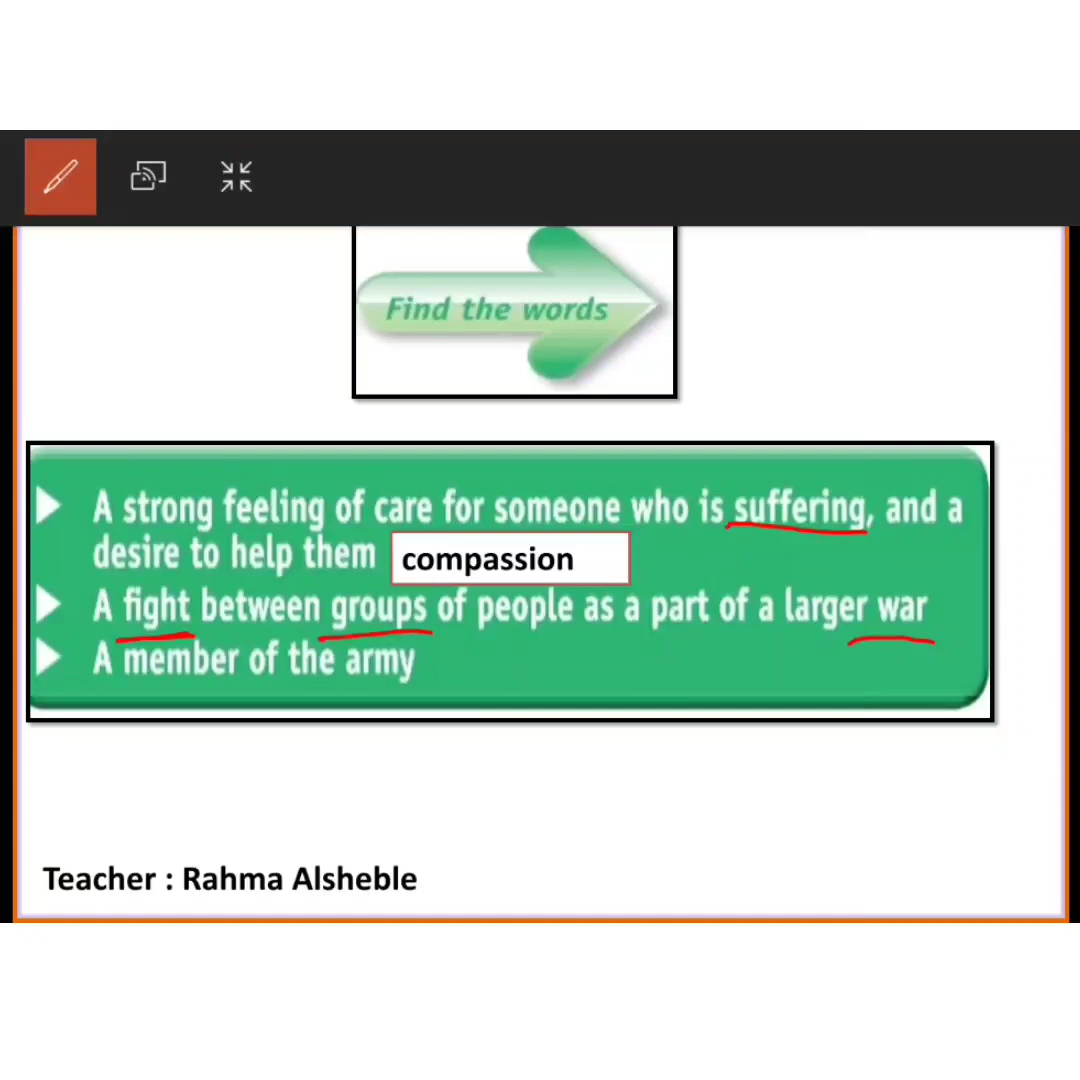 Find the words
A strong feeling of care for someone who is suffering, and a
desire to help them compassion
A fight between groups of people as a part of a larger war
A member of the army
Teacher : Rahma Alsheble